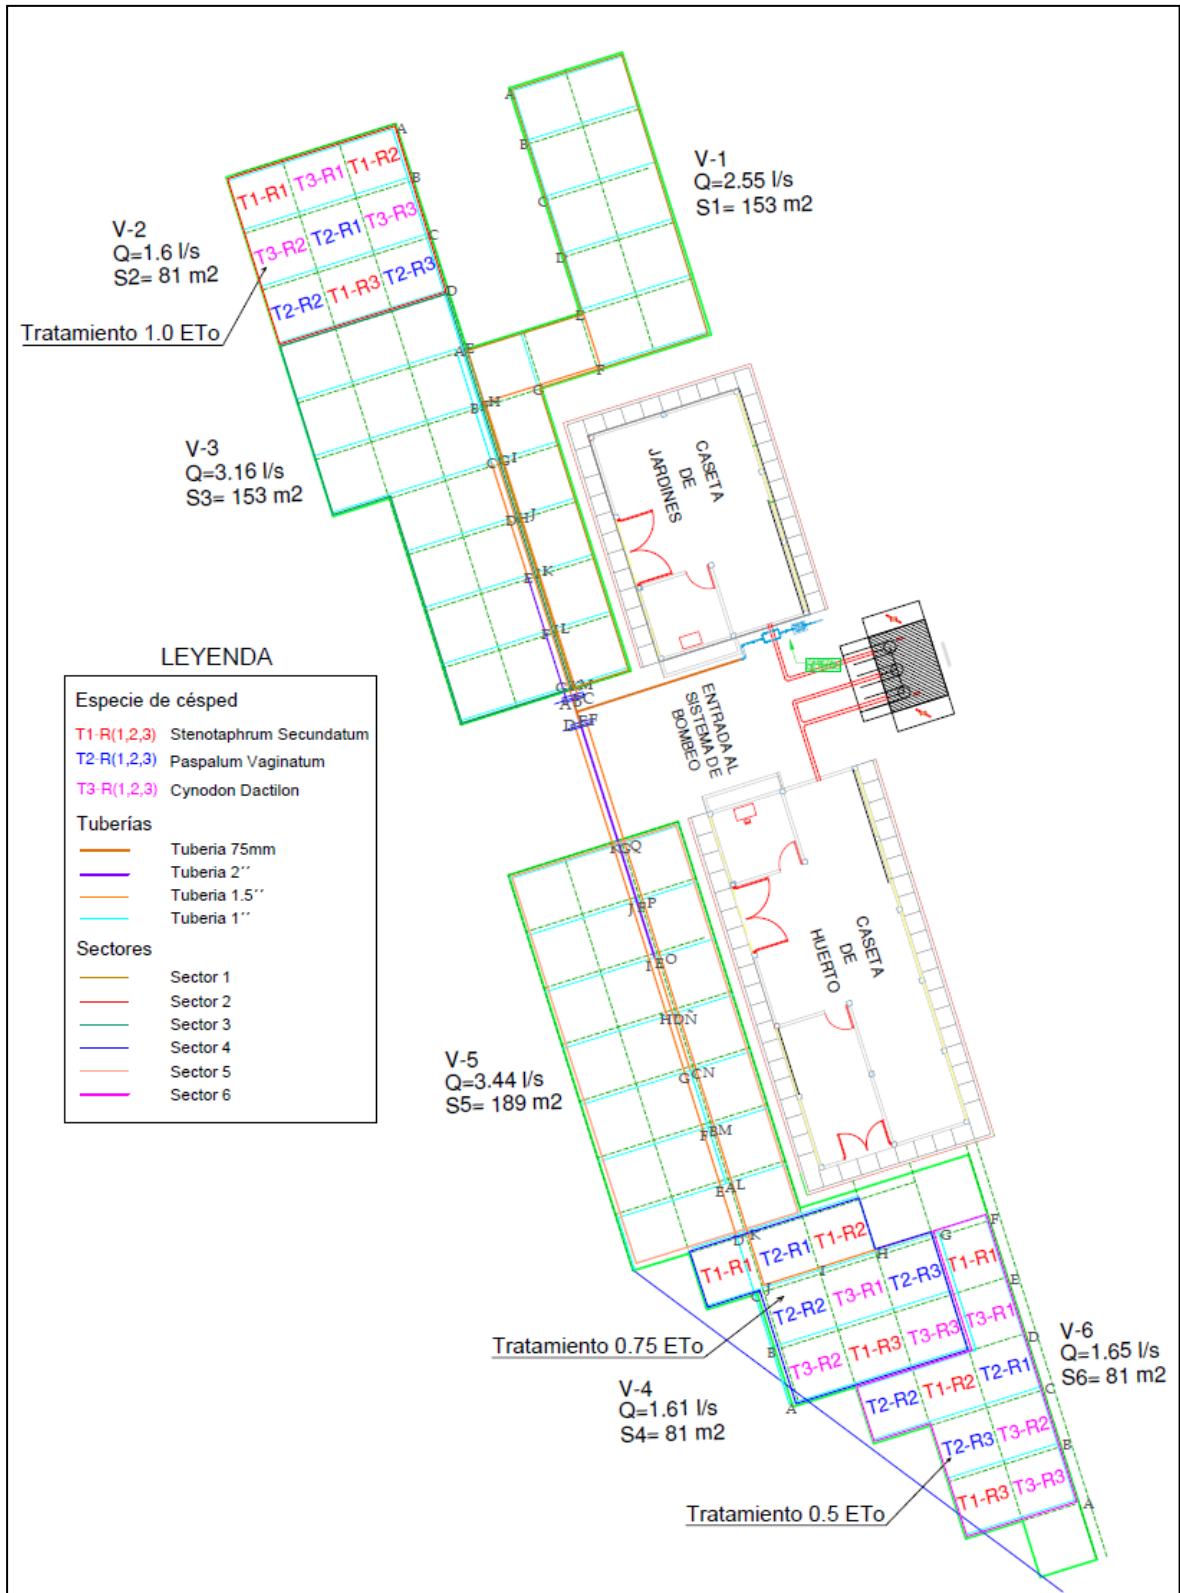 A
B
C
D
E
F
V-1
Q=2.55 l/s
S1= 153 m2
A
B
C
D
T1-R1 T3-R1 T1-R2
T3-R2 T2-R1 T3-R3
T2-R2 T1-R3 T2-R3
V-2
Q=1.6 l/s
S2= 81 m2
Tratamiento 1.0 ETo
A E
B H
G
C G I
D H J
E K
F L
G M
A B C
D E F
V-3
Q=3.16 l/s
S3= 153 m2
CASETA
DE
JARDINES
ENTRADA AL
SISTEMA DE
BOMBEO
LEYENDA
Especie de césped
T1-R(1,2,3) Stenotaphrum Secundatum
T2-R(1,2,3) Paspalum Vaginatum
T3-R(1,2,3) Cynodon Dactilon
Tuberías
Tuberia 75mm
Tuberia 2´´
Tuberia 1.5´´
Tuberia 1´´
Sectores
Sector 1
Sector 2
Sector 3
Sector 4
Sector 5
Sector 6
CASETA
DE
HUERTO
K G Q
J F P
I E O
H D Ñ
G C N
F B M
E A L
D K
V-5
Q=3.44 l/s
S5= 189 m2
T1-R1 T2-R1 T1-R2
T2-R2 T3-R1 T2-R3
T3-R2 T1-R3 T3-R3
C J I H G F
B
A
Tratamiento 0.75 ETo
V-4
Q=1.61 l/s
S4= 81 m2
T1-R1
T3-R1
T2-R2 T1-R2 T2-R1
T2-R3 T3-R2
T1-R3 T3-R3
E
D
C
B
A
V-6
Q=1.65 l/s
S6= 81 m2
Tratamiento 0.5 ETo